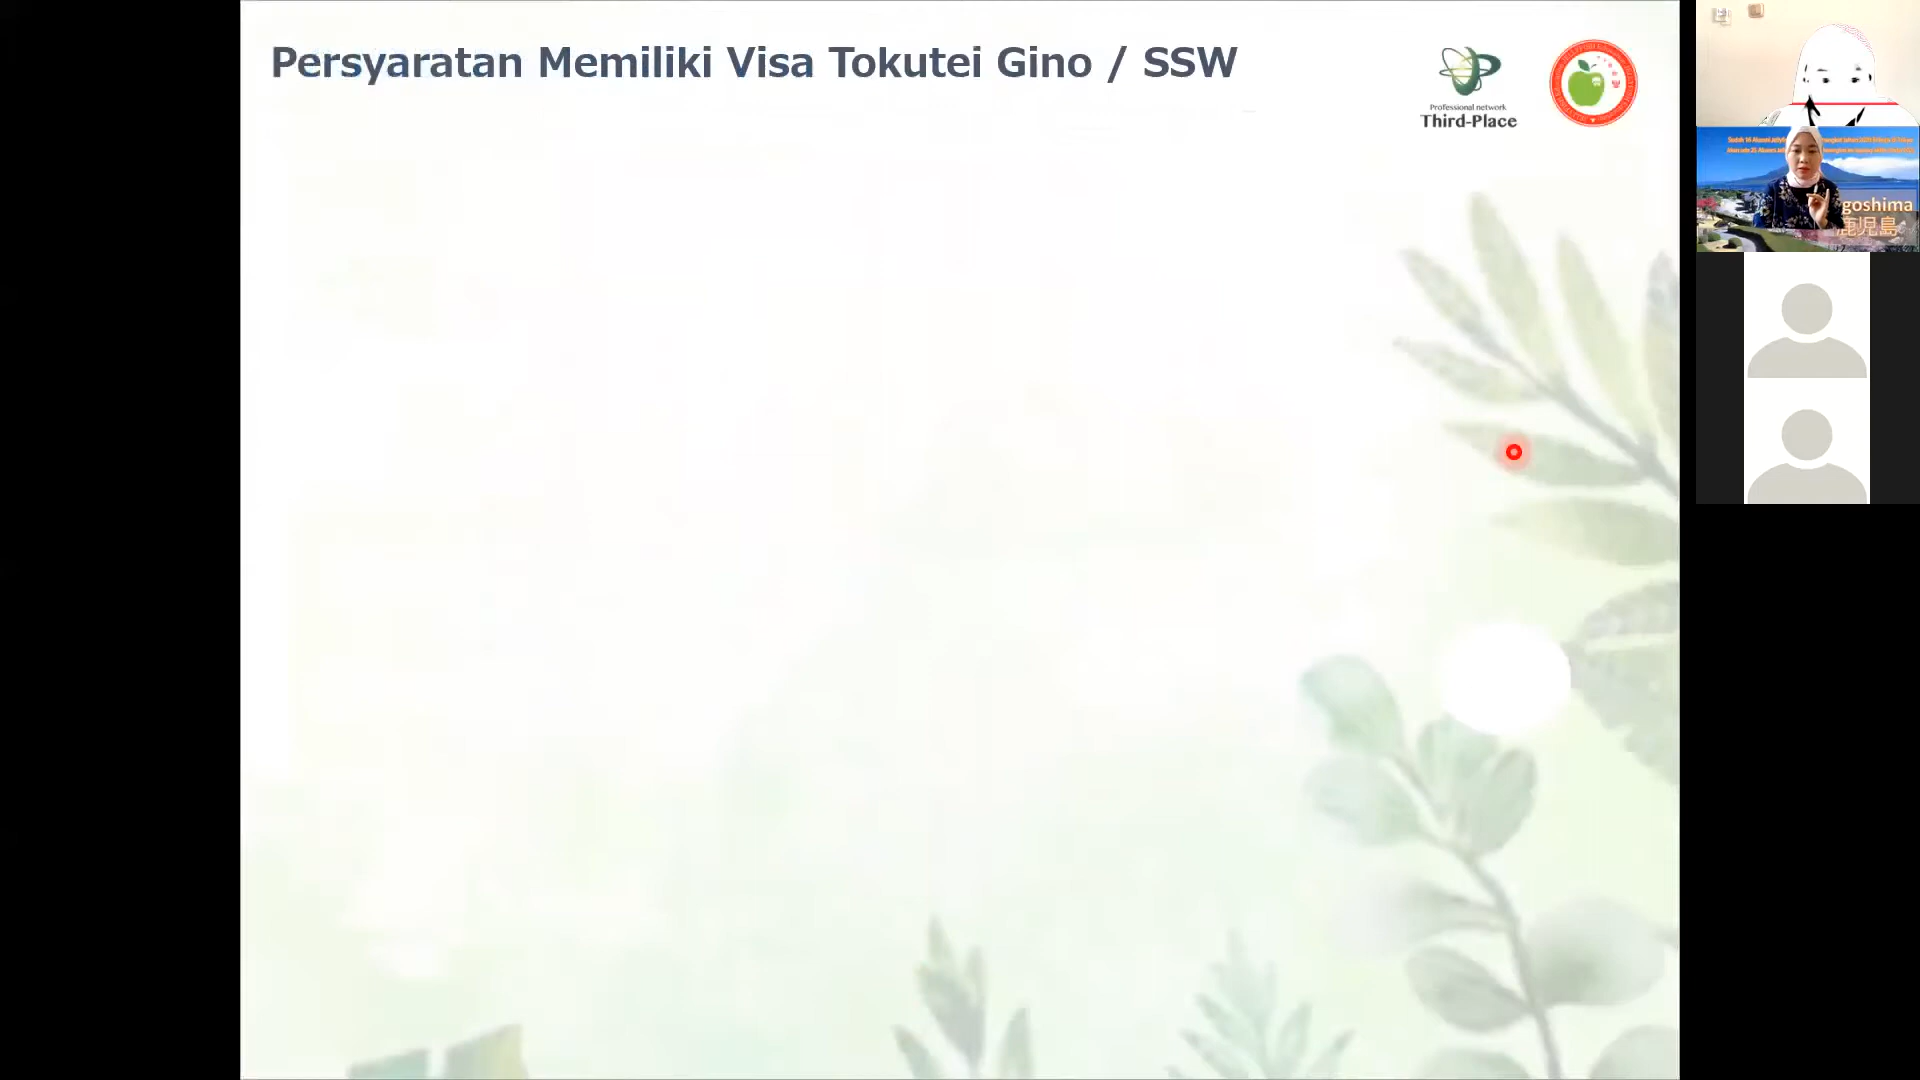 Persyaratan Memiliki Visa Tokutei Gino / SSW
Professional network
Third-Place
goshima
鹿児島